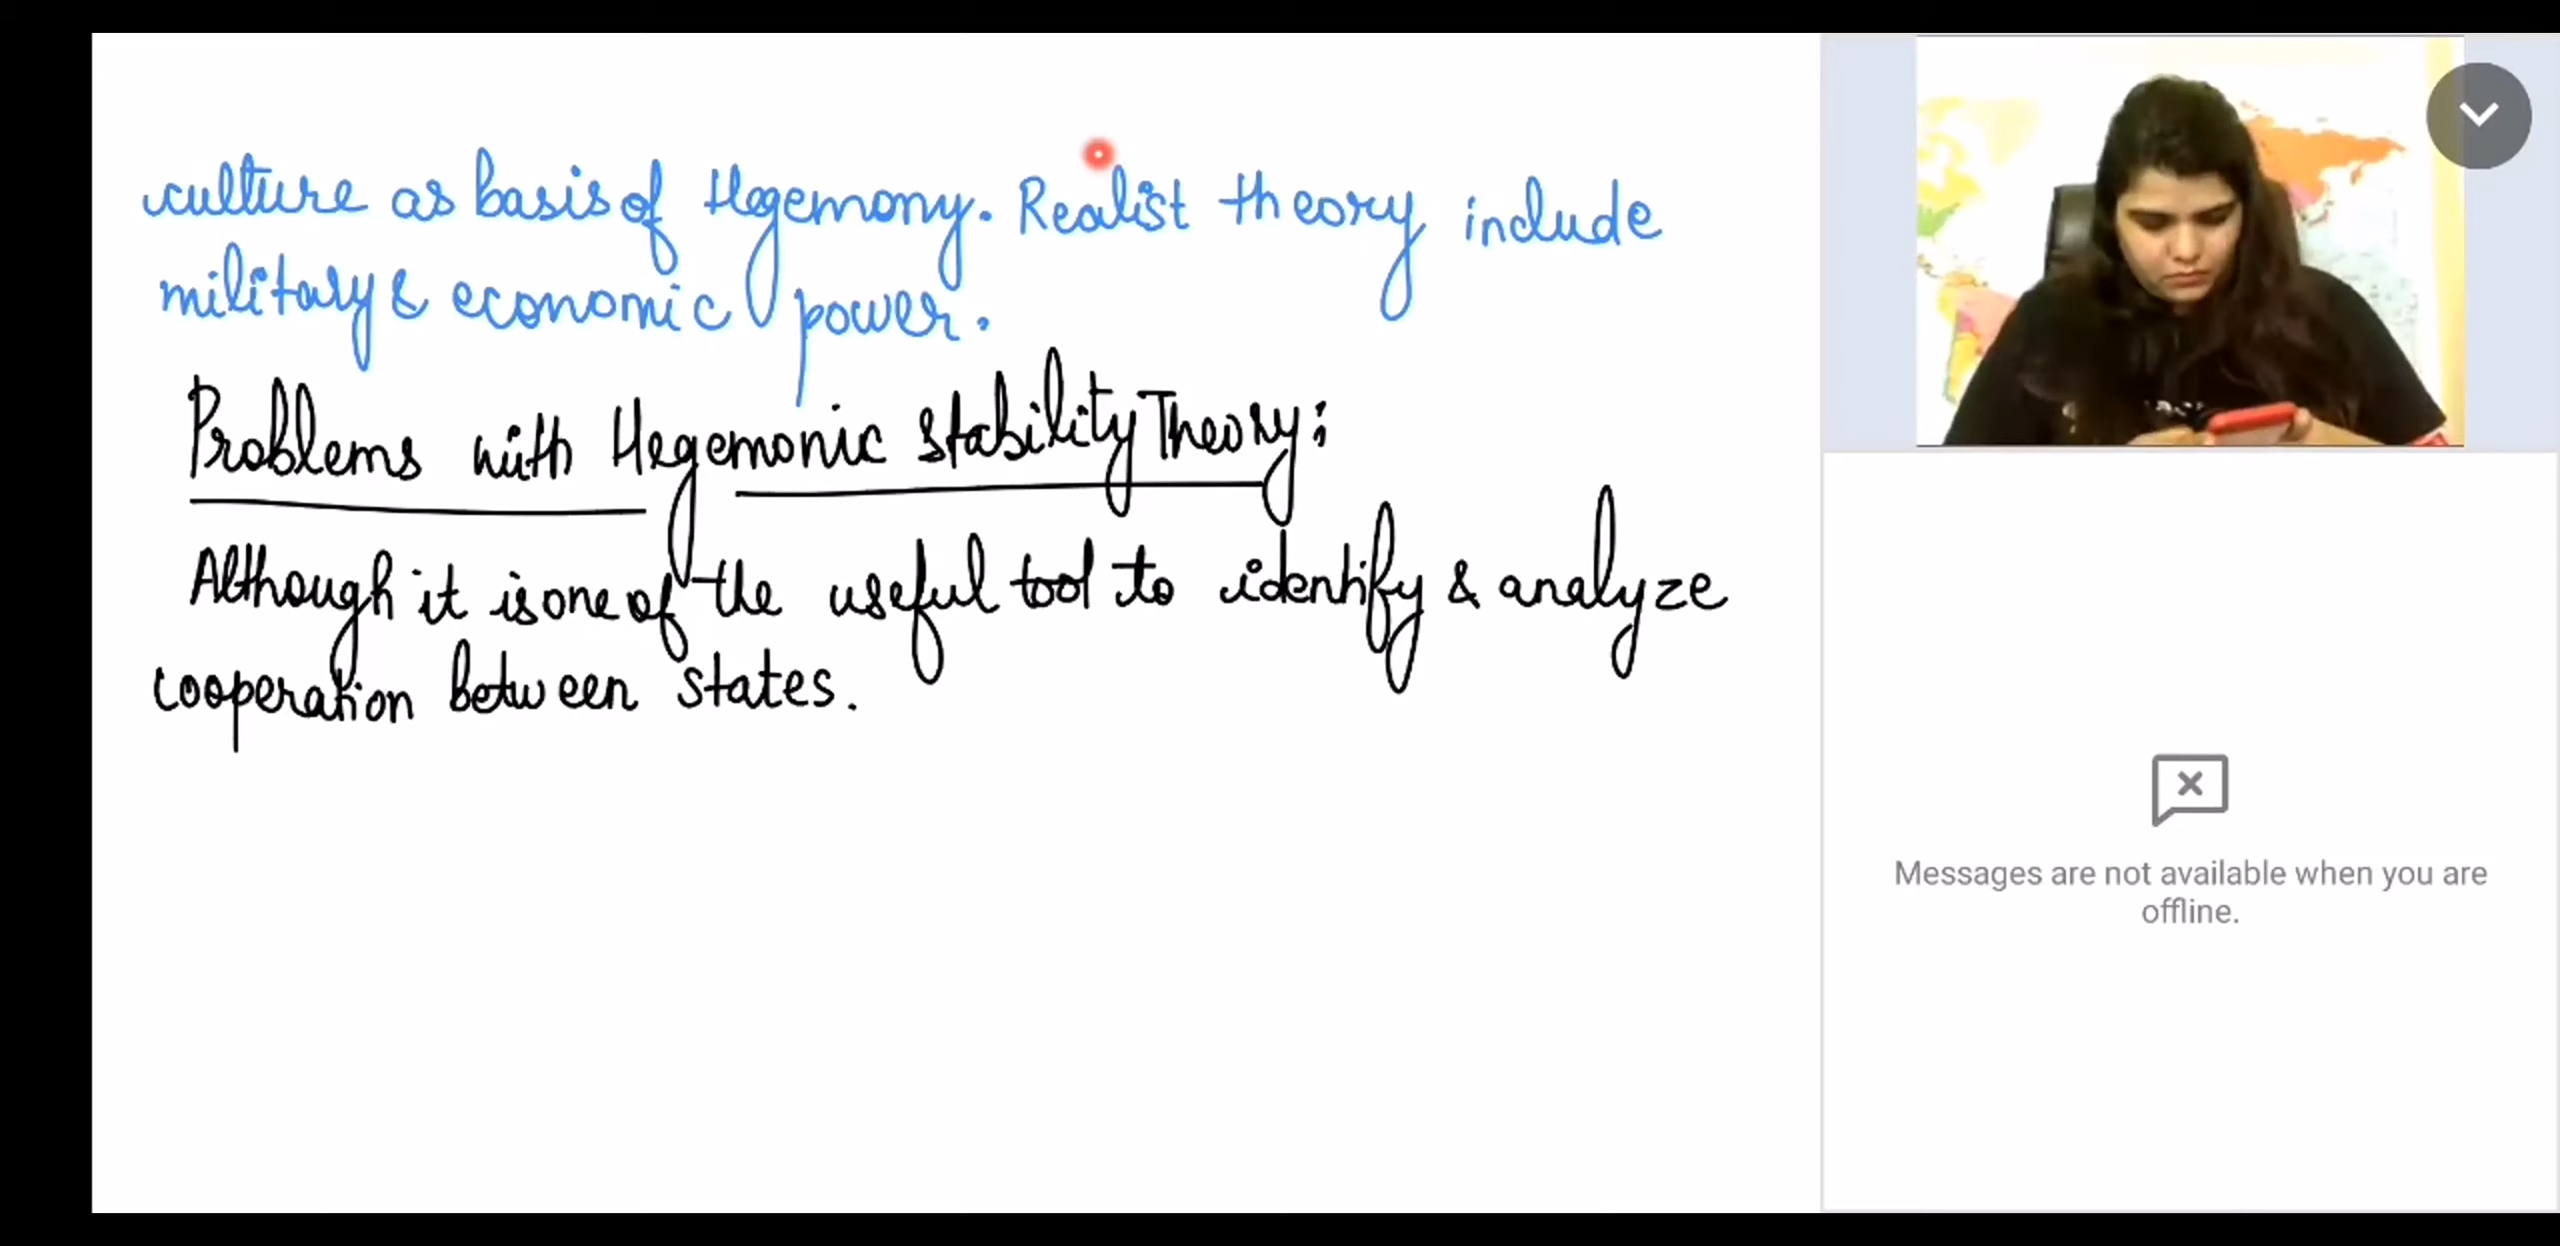 culture as basis of Hegemony. Realist theory include
military & economic power.
Problems with Hegemonic Stability Theory:
Although it is one of the useful tool to identify & analyze
cooperation between states.
Messages are not available when you are
offline.